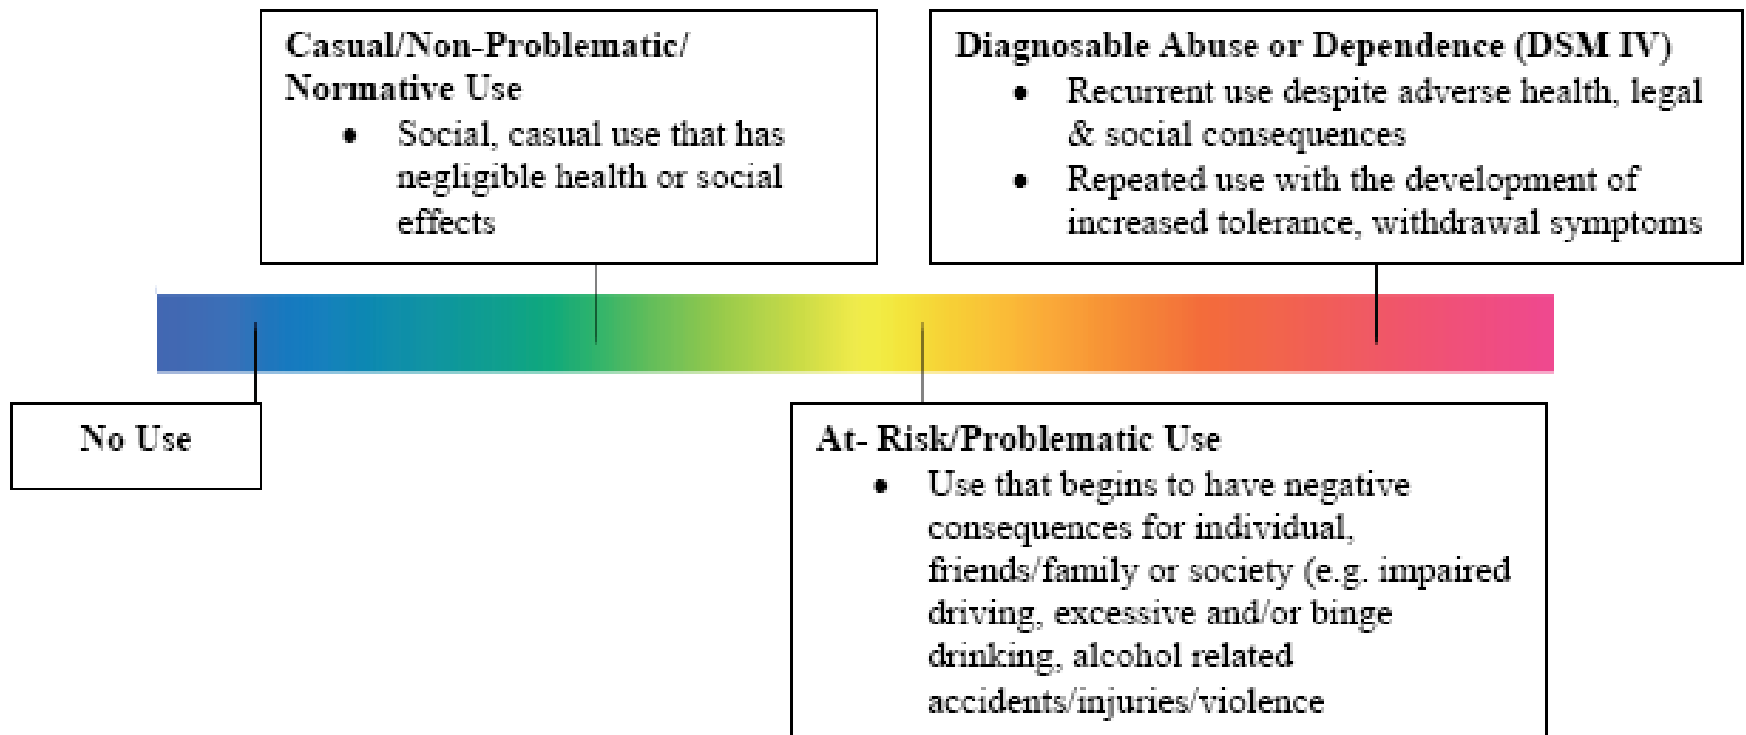 Casual/Non-Problematic/
Normative Use
• Social, casual use that has
negligible health or social
effects
Diagnosable Abuse or Dependence (DSM IV)
• Recurrent use despite adverse health, legal
& social consequences
• Repeated use with the development of
increased tolerance, withdrawal symptoms
No Use
At- Risk/Problematic Use
• Use that begins to have negative
consequences for individual,
friends/family or society (e.g. impaired
driving, excessive and/or binge
drinking, alcohol related
accidents/injuries/violence